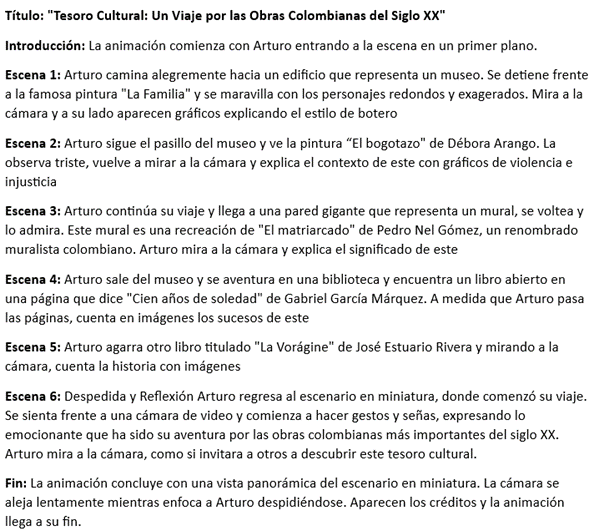 Título: "Tesoro Cultural: Un Viaje por las Obras Colombianas del Siglo XX"
Introducción: La animación comienza con Arturo entrando a la escena en un primer plano.
Escena 1: Arturo camina alegremente hacia un edificio que representa un museo. Se detiene frente
a la famosa pintura "La Familia" y se maravilla con los personajes redondos y exagerados. Mira a la
cámara y a su lado aparecen gráficos explicando el estilo de botero
Escena 2: Arturo sigue el pasillo del museo y ve la pintura “El bogotazo" de Débora Arango. La
observa triste, vuelve a mirar a la cámara y explica el contexto de este con gráficos de violencia e
injusticia
Escena 3: Arturo continúa su viaje y llega a una pared gigante que representa un mural, se voltea y
lo admira. Este mural es una recreación de "El matriarcado" de Pedro Nel Gómez, un renombrado
muralista colombiano. Arturo mira a la cámara y explica el significado de este
Escena 4: Arturo sale del museo y se aventura en una biblioteca y encuentra un libro abierto en
una página que dice "Cien años de soledad" de Gabriel García Márquez. A medida que Arturo pasa
las páginas, cuenta en imágenes los sucesos de este
Escena 5: Arturo agarra otro libro titulado "La Vorágine" de José Estuario Rivera y mirando a la
cámara, cuenta la historia con imágenes
Escena 6: Despedida y Reflexión Arturo regresa al escenario en miniatura, donde comenzó su viaje.
Se sienta frente a una cámara de video y comienza a hacer gestos y señas, expresando lo
emocionante que ha sido su aventura por las obras colombianas más importantes del siglo XX.
Arturo mira a la cámara, como si invitara a otros a descubrir este tesoro cultural.
Fin: La animación concluye con una vista panorámica del escenario en miniatura. La cámara se
aleja lentamente mientras enfoca a Arturo despidiéndose. Aparecen los créditos y la animación
llega a su fin.